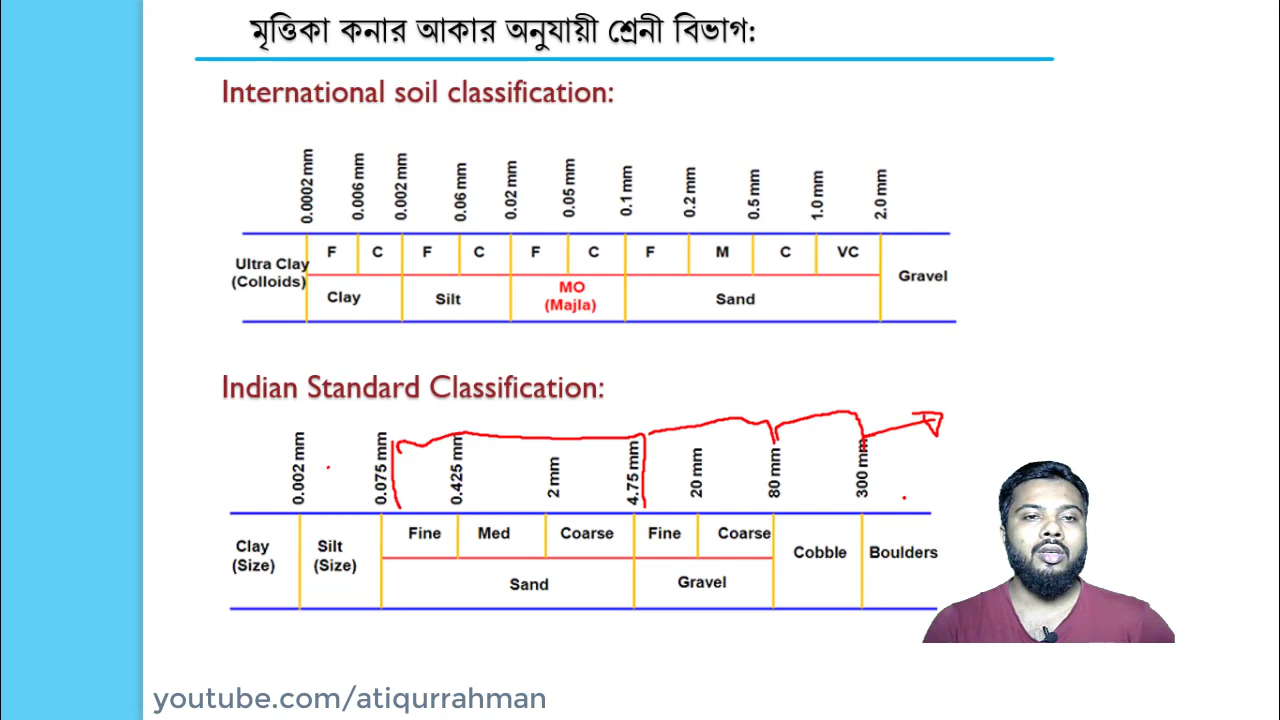 মৃত্তিকা কনার আকার অনুযায়ী শ্রেনী বিভাগ:
International soil classification:
0.0002 mm 0.006 mm 0.002 mm 0.06 mm 0.02 mm 0.05 mm 0.1 mm 0.2 mm 0.5 mm 1.0 mm 2.0 mm
Ultra Clay F C F C F C F M C VC Gravel
(Colloids) Clay Silt MO Sand
(Majla)
Indian Standard Classification:
0.002 mm 0.075 mm 0.425 mm 2 mm 4.75 mm 20 mm 80 mm 300 mm
Clay Silt Fine Med Coarse Fine Coarse Cobble Boulders
(Size) (Size) Sand Gravel
youtube.com/atiqurrahman